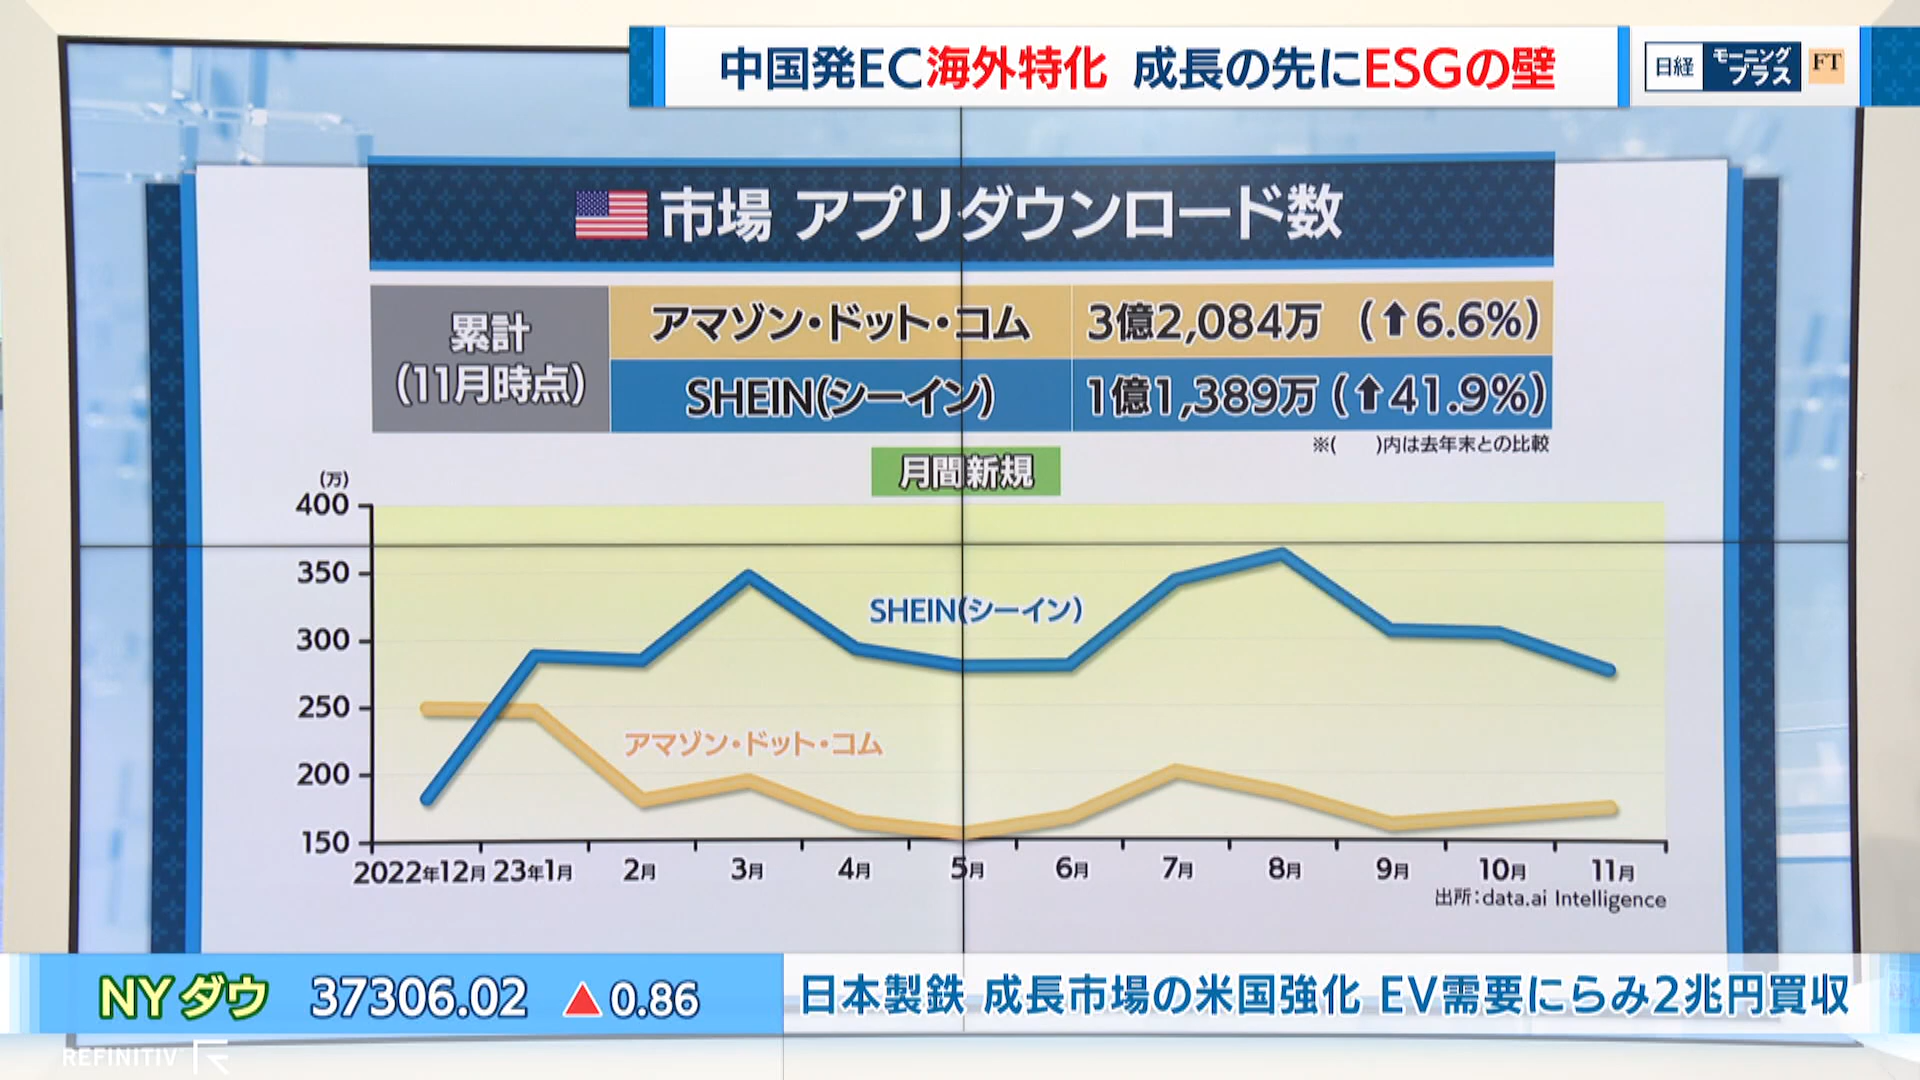 中国発EC海外特化 成長の先にESGの壁
日経 モーニングプラス FT
市場 アプリダウンロード数
累計
(11月時点)
アマゾン・ドット・コム 3億2,084万 (⬆6.6%)
SHEIN(シーイン) 1億1,389万 (⬆41.9%)
※( )内は去年末との比較
月間新規
(万)
400
350
300
250
200
150
SHEIN(シーイン)
アマゾン・ドット・コム
2022年12月 23年1月 2月 3月 4月 5月 6月 7月 8月 9月 10月 11月
出所:data.ai Intelligence
NYダウ 37306.02 ▲0.86
日本製鉄 成長市場の米国強化 EV需要にらみ2兆円買収
REFINITIV